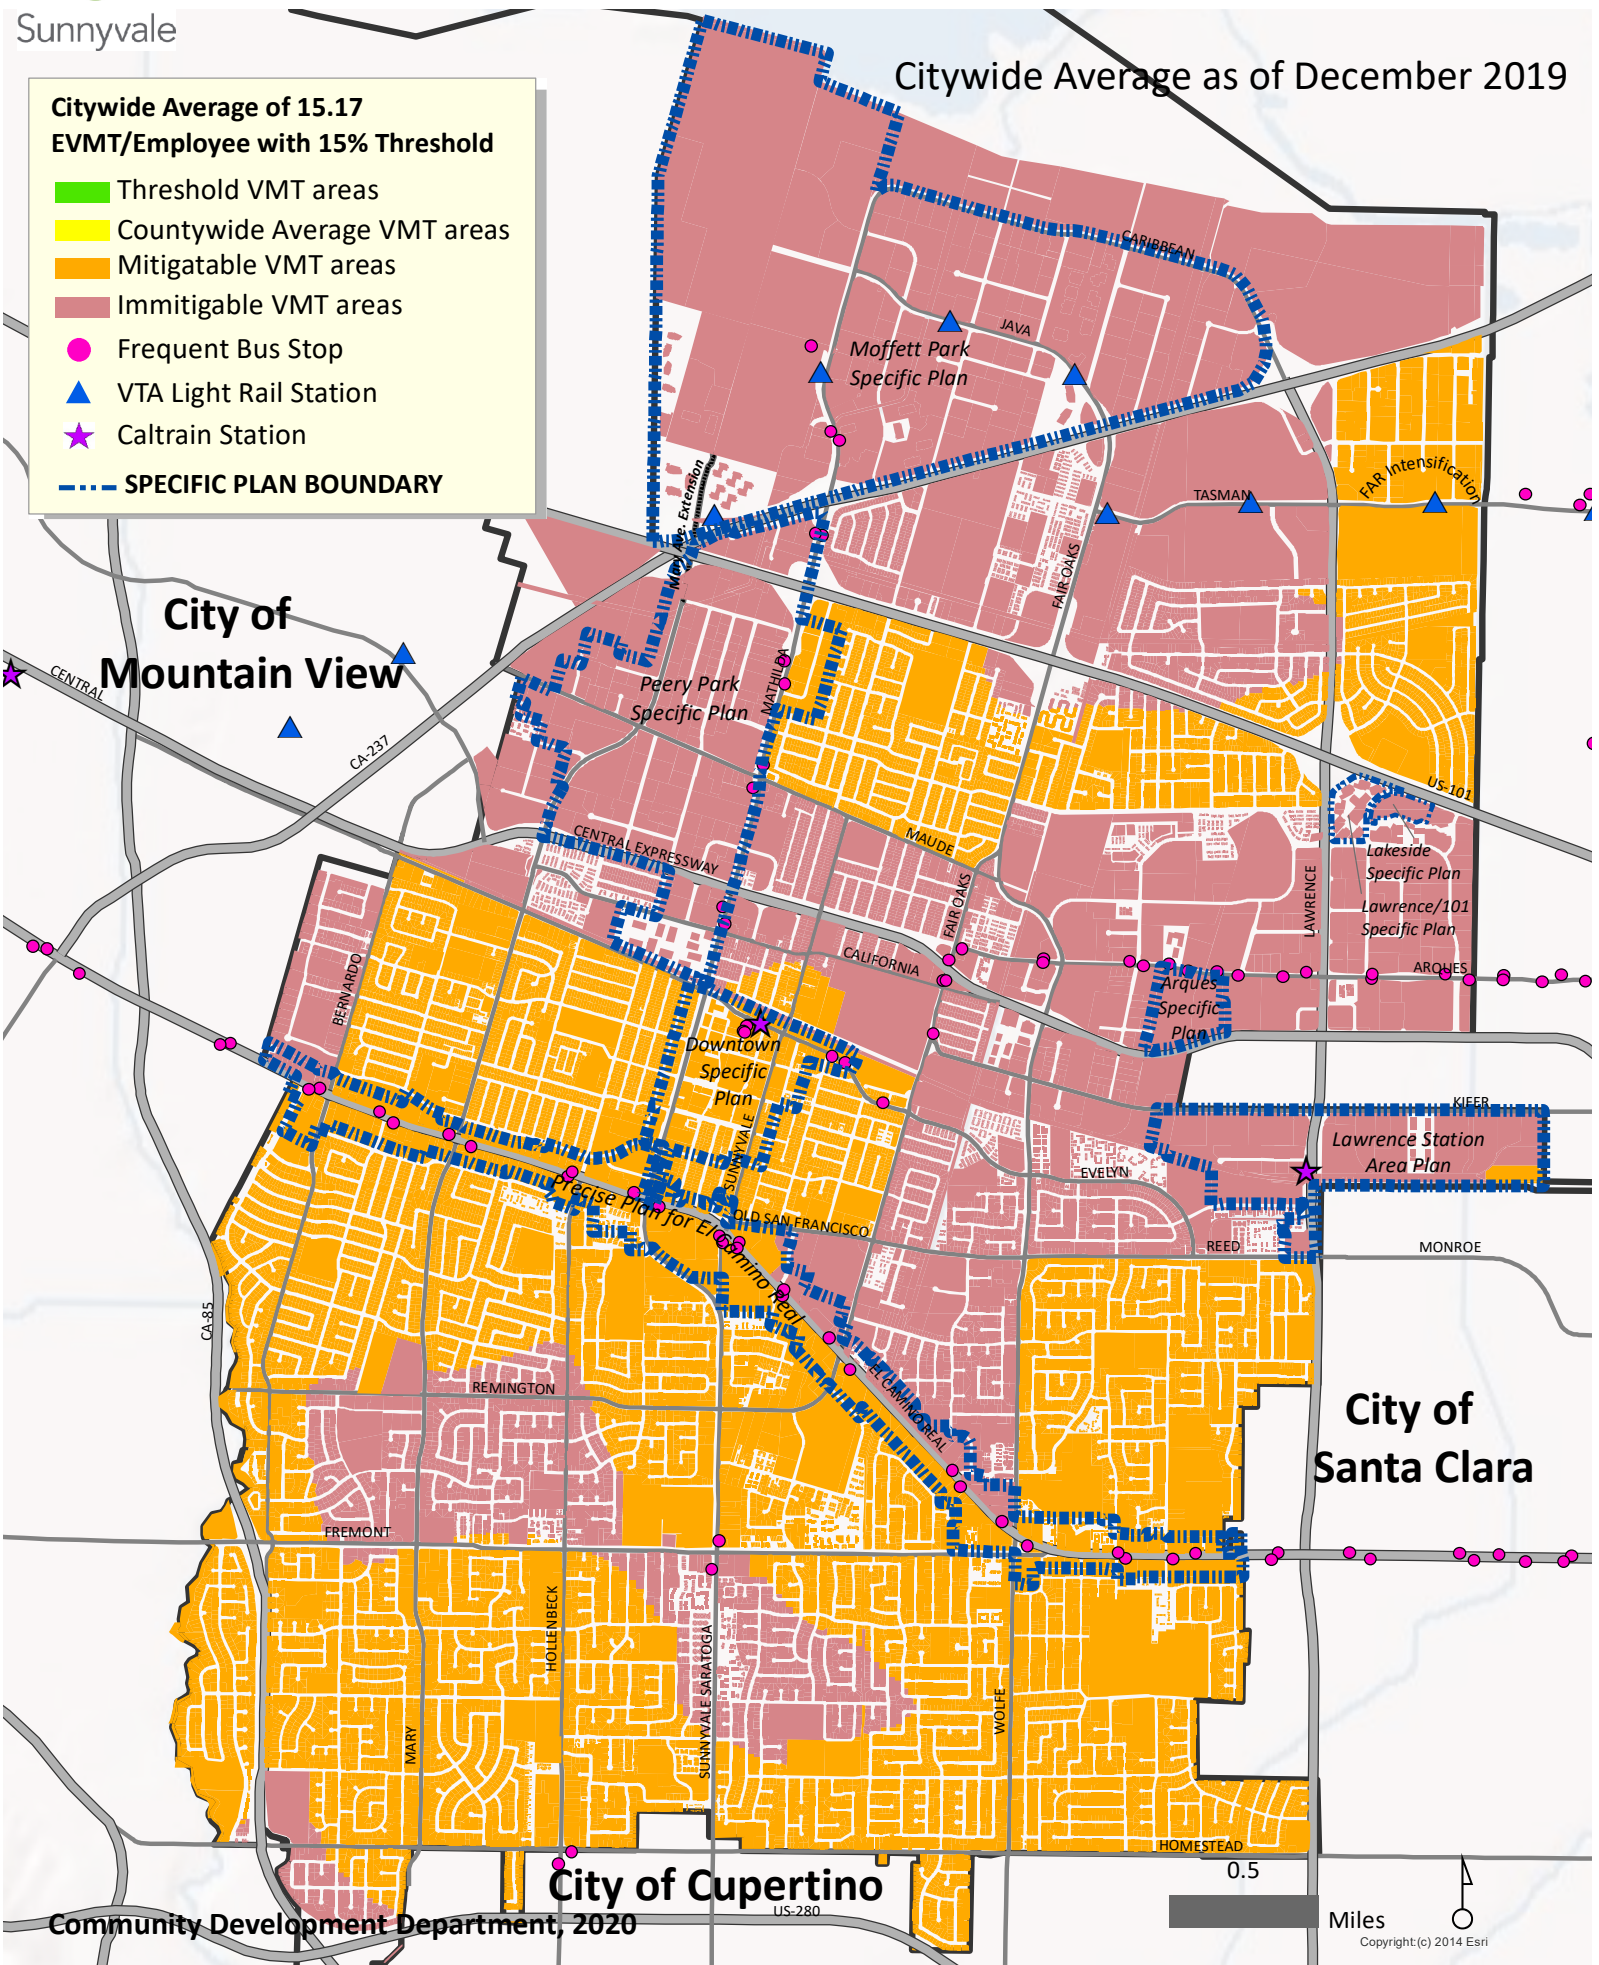 Sunnyvale
Citywide Average as of December 2019
Citywide Average of 15.17
EVMT/Employee with 15% Threshold
Threshold VMT areas
Countywide Average VMT areas
Mitigatable VMT areas
Immitigable VMT areas
Frequent Bus Stop
VTA Light Rail Station
Caltrain Station
SPECIFIC PLAN BOUNDARY
CARIBBEAN
JAVA
Moffett Park
Specific Plan
Mary Ave. Extension
TASMAN
FAR Intensification
FAIR OAKS
City of
Mountain View
CENTRAL
CA-237
Peery Park
Specific Plan
MATHILDA
US-101
MAUDE
CENTRAL EXPRESSWAY
Lakeside
Specific Plan
Lawrence/101
Specific Plan
LAWRENCE
FAIR OAKS
CALIFORNIA
ARQUES
Arques
Specific
Plan
BERNARDO
Downtown
Specific
Plan
SUNNYVALE
KIFER
Lawrence Station
Area Plan
EVELYN
Precise Plan for El Camino Real
OLD SAN FRANCISCO
REED
MONROE
CA-85
EL CAMINO REAL
REMINGTON
City of
Santa Clara
FREMONT
HOLLENBECK
SUNNYVALE SARATOGA
MARY
WOLFE
HOMESTEAD
City of Cupertino
US-280
Community Development Department, 2020
0.5
Miles
Copyright:(c) 2014 Esri